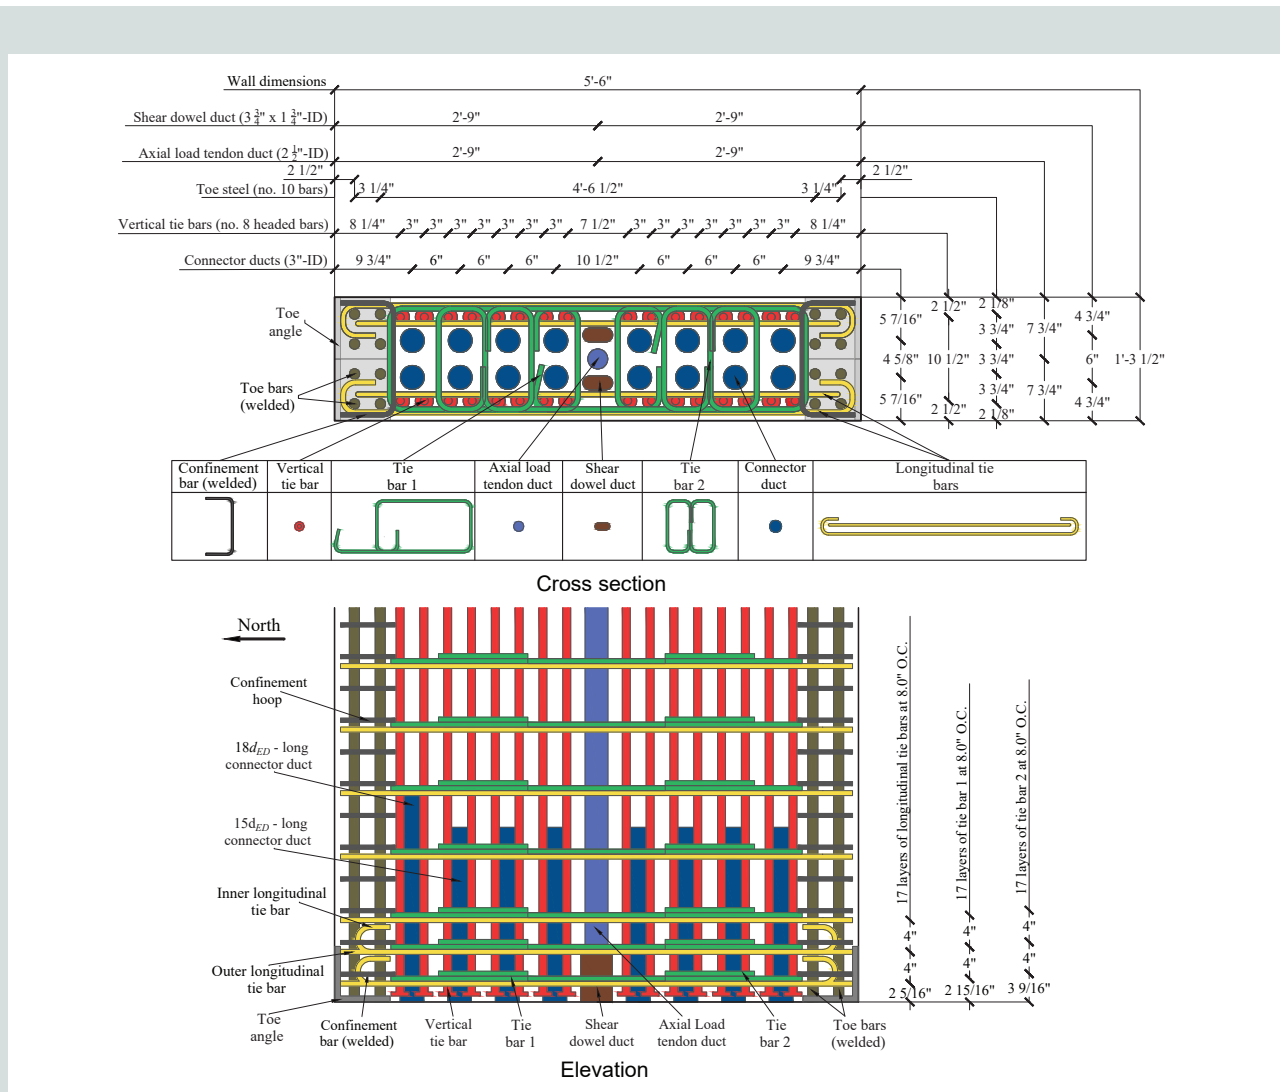 Wall dimensions 5'-6"
Shear dowel duct (3 3/4" x 1 3/4"-ID) 2'-9" 2'-9"
Axial load tendon duct (2 1/2"-ID) 2'-9" 2'-9"
2 1/2" 2 1/2"
Toe steel (no. 10 bars) 3 1/4" 4'-6 1/2" 3 1/4"
Vertical tie bars (no. 8 headed bars) 8 1/4" 3" 3" 3" 3" 3" 3" 3" 7 1/2" 3" 3" 3" 3" 3" 3" 3" 8 1/4"
Connector ducts (3"-ID) 9 3/4" 6" 6" 6" 10 1/2" 6" 6" 6" 9 3/4"
Toe
angle
Toe bars
(welded)
5 7/16" 2 1/2" 2 1/8" 4 3/4"
3 3/4" 7 3/4"
4 5/8" 10 1/2" 3 3/4" 6" 1'-3 1/2"
3 3/4" 7 3/4"
5 7/16" 2 1/2" 2 1/8" 4 3/4"
Confinement
bar (welded)
Vertical
tie bar
Tie
bar 1
Axial load
tendon duct
Shear
dowel duct
Tie
bar 2
Connector
duct
Longitudinal tie
bars
Cross section
North
Confinement
hoop
18dED - long
connector duct
15dED - long
connector duct
Inner longitudinal
tie bar
Outer longitudinal
tie bar
Toe
angle
Confinement
bar (welded)
Vertical
tie bar
Tie
bar 1
Shear
dowel duct
Axial Load
tendon duct
Tie
bar 2
Toe bars
(welded)
17 layers of longitudinal tie bars at 8.0" O.C.
17 layers of tie bar 1 at 8.0" O.C.
17 layers of tie bar 2 at 8.0" O.C.
4" 4" 4"
4" 4" 4"
2 5/16" 2 15/16" 3 9/16"
Elevation